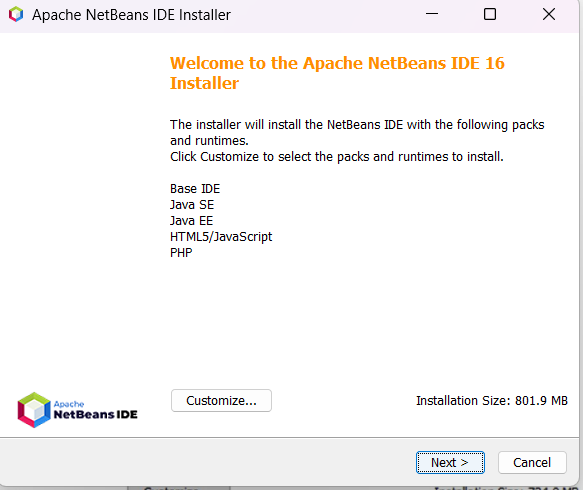 Apache NetBeans IDE Installer
Welcome to the Apache NetBeans IDE 16
Installer
The installer will install the NetBeans IDE with the following packs
and runtimes.
Click Customize to select the packs and runtimes to install.
Base IDE
Java SE
Java EE
HTML5/JavaScript
PHP
Apache
NetBeans IDE
Customize...
Installation Size: 801.9 MB
Next >
Cancel